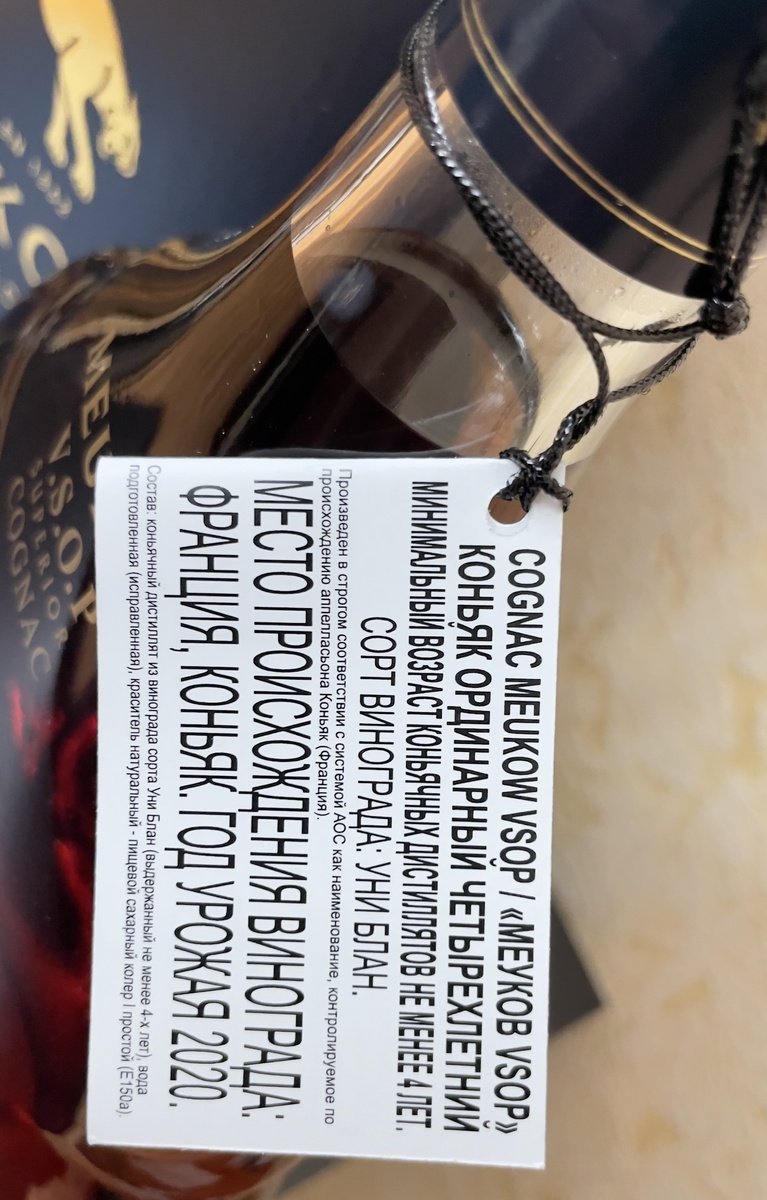 COGNAC MEUKOW VSOP / «МЕУКОВ VSOP»
КОНЬЯК ОРДИНАРНЫЙ ЧЕТЫРЕХЛЕТНИЙ
МИНИМАЛЬНЫЙ ВОЗРАСТ КОНЬЯЧНЫХ ДИСТИЛЛЯТОВ НЕ МЕНЕЕ 4 ЛЕТ.
СОРТ ВИНОГРАДА: УНИ БЛАН.
Произведен в строгом соответствии с системой АОС как наименование, контролируемое по
происхождению аппелласьона Коньяк (Франция).
МЕСТО ПРОИСХОЖДЕНИЯ ВИНОГРАДА:
ФРАНЦИЯ, КОНЬЯК. ГОД УРОЖАЯ 2020.
Состав: коньячный дистиллят из винограда сорта Уни Блан (выдержанный не менее 4-х лет), вода
подготовленная (исправленная), краситель натуральный - пищевой сахарный колер I простой (Е150а).
V.S.O.P
SUPERIOR
COGNAC